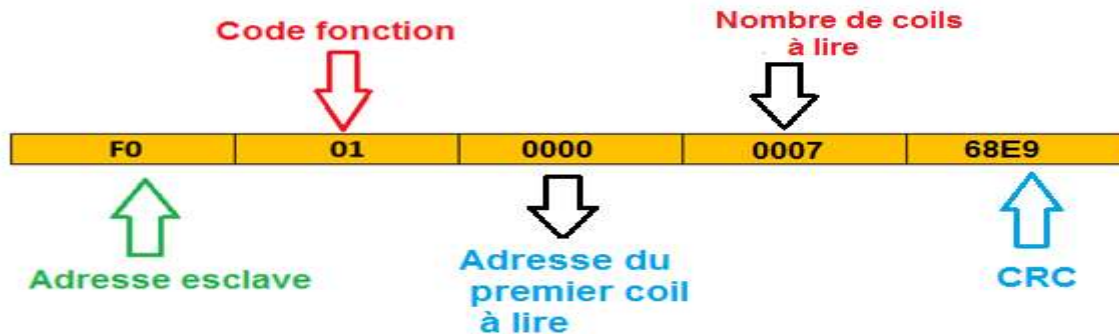 Code fonction
Nombre de coils
à lire
F0 01 0000 0007 68E9
Adresse esclave
Adresse du
premier coil
à lire
CRC